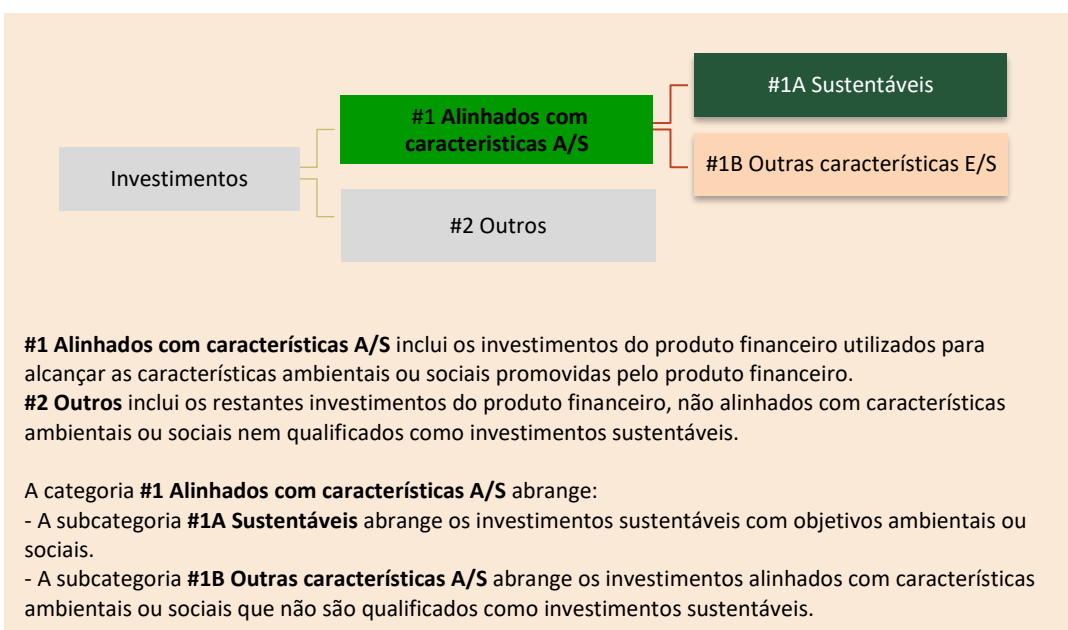 #1A Sustentáveis
#1 Alinhados com
caracteristicas A/S
#1B Outras característícas E/S
Investimentos
#2 Outros
#1 Alinhados com características A/S inclui os investimentos do produto financeiro utilizados para
alcançar as características ambientais ou sociais promovidas pelo produto financeiro.
#2 Outros inclui os restantes investimentos do produto financeiro, não alinhados com características
ambientais ou sociais nem qualificados como investimentos sustentáveis.
A categoria #1 Alinhados com características A/S abrange:
- A subcategoria #1A Sustentáveis abrange os investimentos sustentáveis com objetivos ambientais ou
sociais.
- A subcategoria #1B Outras características A/S abrange os investimentos alinhados com características
ambientais ou sociais que não são qualificados como investimentos sustentáveis.